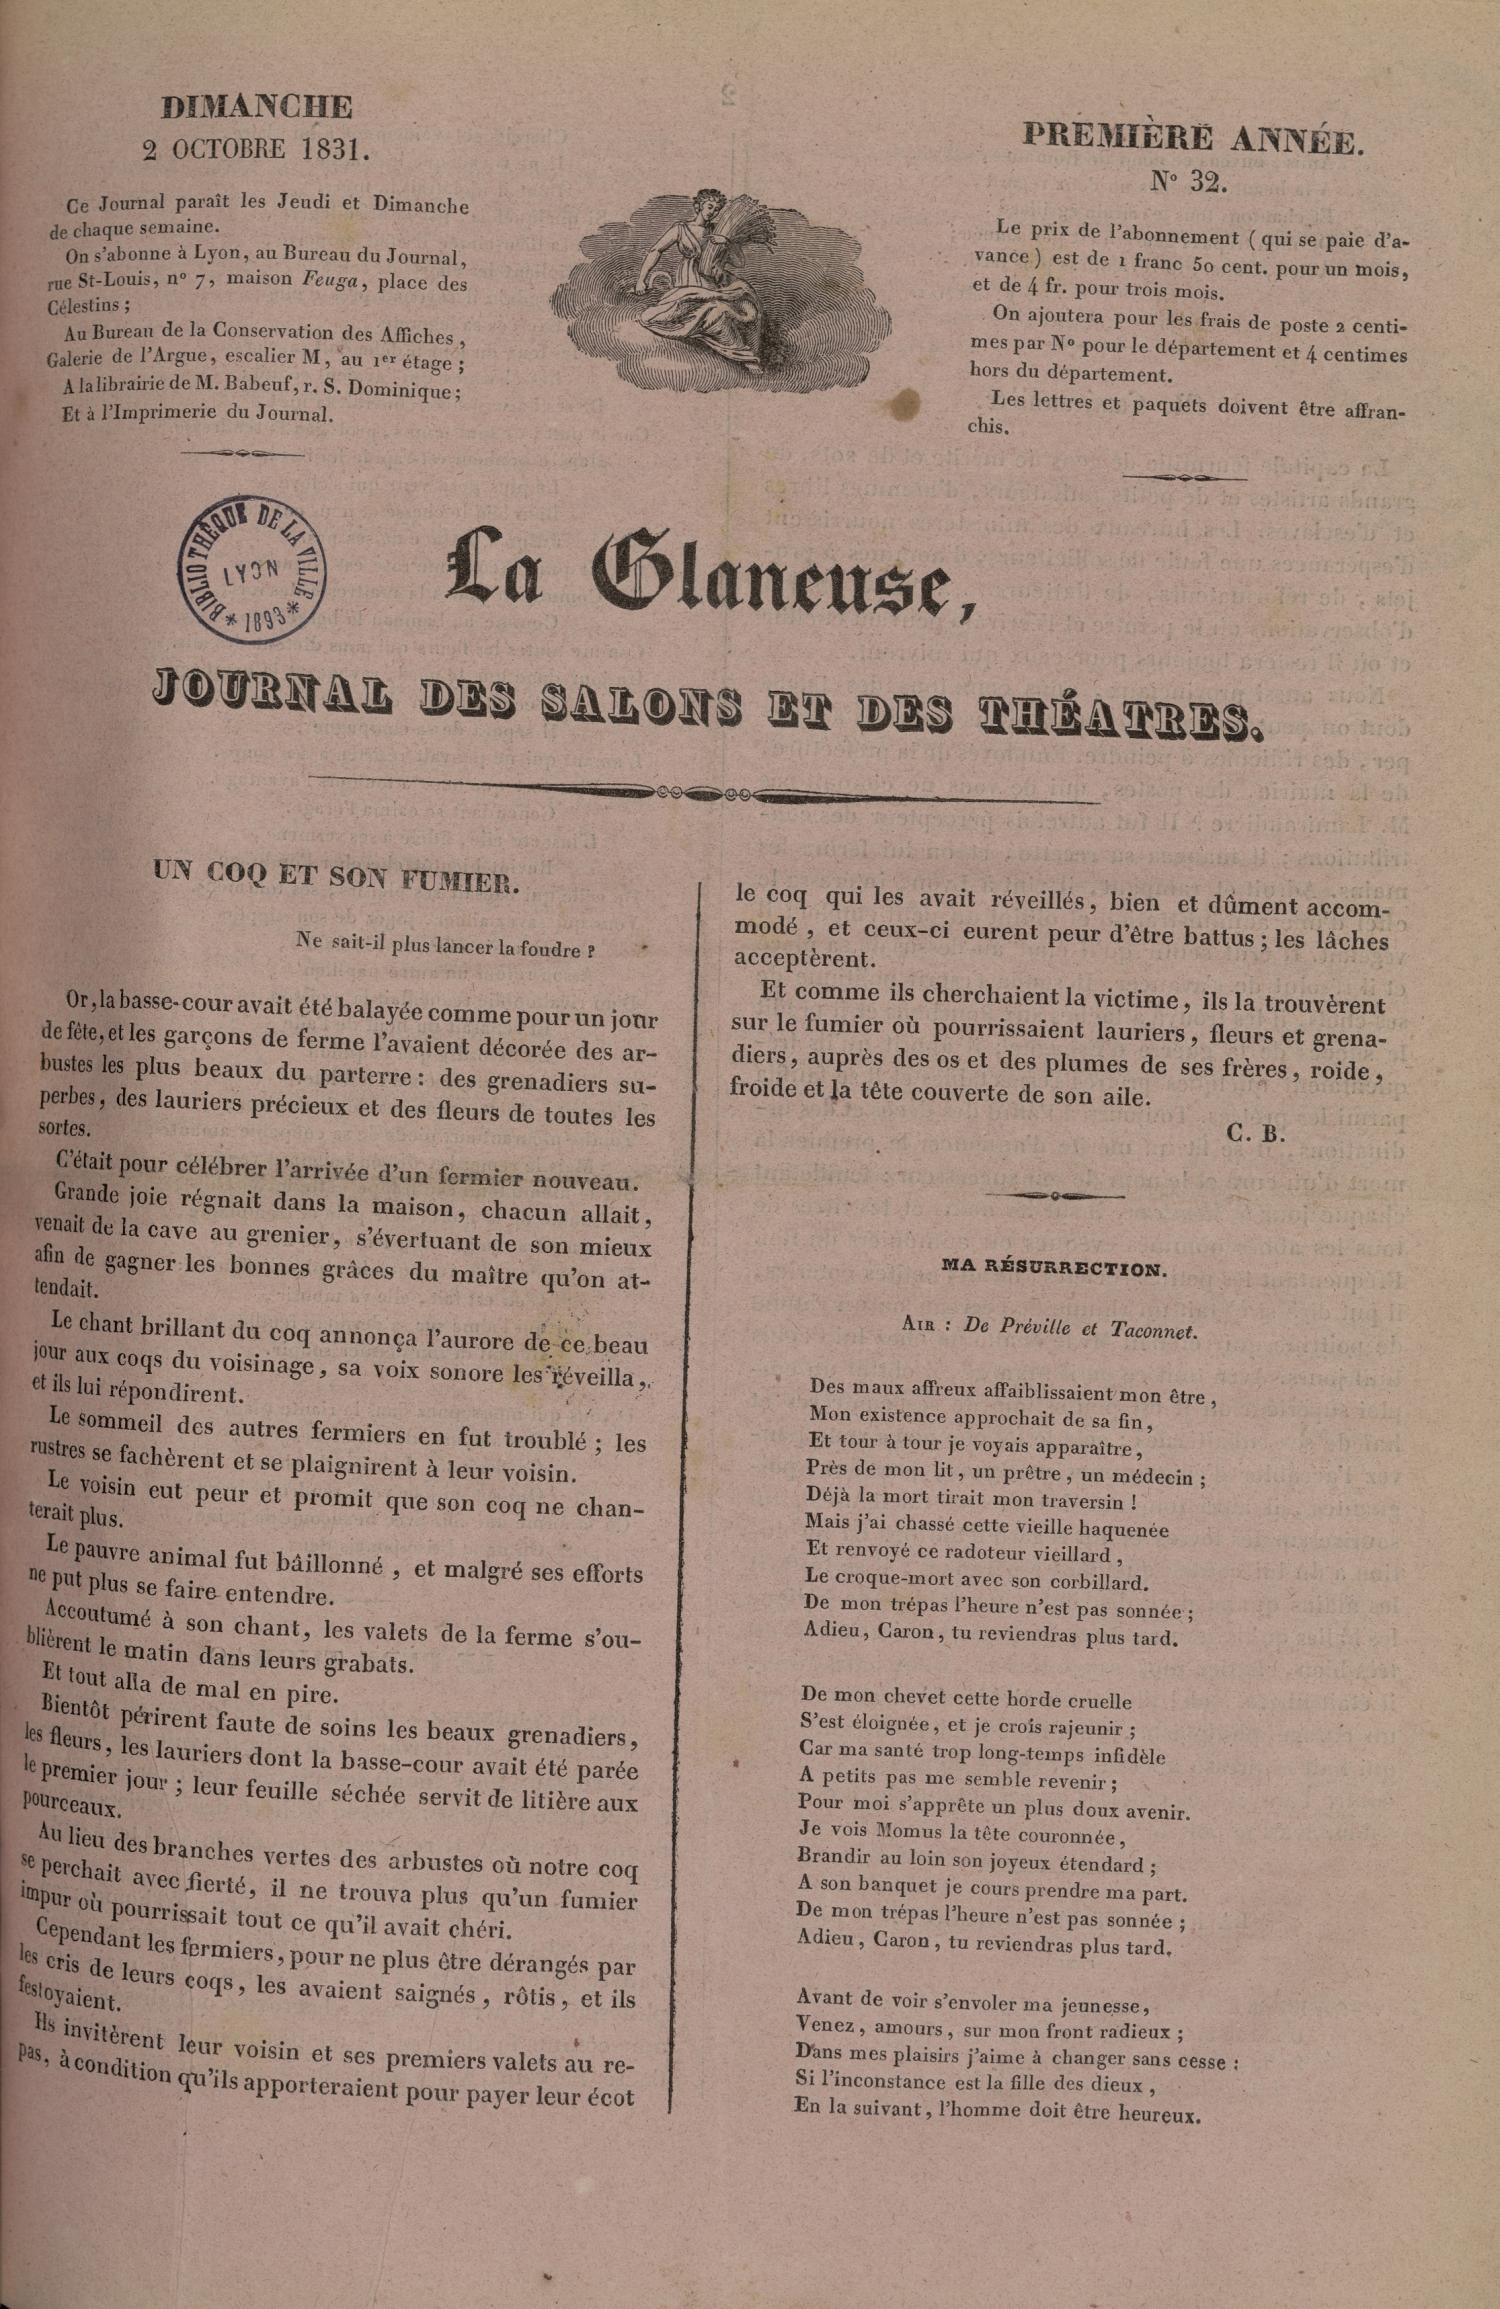 DIMANCHE
2 OCTOBRE 1831.
Ce Journal paraît les Jeudi et Dimanche
de chaque semaine.
On s'abonne à Lyon, au Bureau du Journal,
rue St-Louis, n° 7, maison Feuga, place des
Célestins ;
Au Bureau de la Conservation des Affiches,
Galerie de l'Argue, escalier M, au 1er étage ;
A la librairie de M. Babeuf, r. S. Dominique ;
Et à l'Imprimerie du Journal.
PREMIÈRE ANNÉE.
N° 32.
Le prix de l'abonnement ( qui se paie d'a-
vance ) est de 1 franc 50 cent. pour un mois,
et de 4 fr. pour trois mois.
On ajoutera pour les frais de poste 2 centi-
mes par N° pour le département et 4 centimes
hors du département.
Les lettres et paquets doivent être affran-
chis.
BIBLIOTHÈQUE DE LA VILLE
LYON
* 1893 *
La Glaneuse,
JOURNAL DES SALONS ET DES THÉATRES.
UN COQ ET SON FUMIER.
Ne sait-il plus lancer la foudre ?
Or, la basse-cour avait été balayée comme pour un jour
de fête, et les garçons de ferme l'avaient décorée des ar-
bustes les plus beaux du parterre : des grenadiers su-
perbes, des lauriers précieux et des fleurs de toutes les
sortes.
C'était pour célébrer l'arrivée d'un fermier nouveau.
Grande joie régnait dans la maison, chacun allait,
venait de la cave au grenier, s'évertuant de son mieux
afin de gagner les bonnes grâces du maître qu'on at-
tendait.
Le chant brillant du coq annonça l'aurore de ce beau
jour aux coqs du voisinage, sa voix sonore les réveilla,
et ils lui répondirent.
Le sommeil des autres fermiers en fut troublé ; les
rustres se fachèrent et se plaignirent à leur voisin.
Le voisin eut peur et promit que son coq ne chan-
terait plus.
Le pauvre animal fut bâillonné, et malgré ses efforts
ne put plus se faire entendre.
Accoutumé à son chant, les valets de la ferme s'ou-
blièrent le matin dans leurs grabats.
Et tout alla de mal en pire.
Bientôt périrent faute de soins les beaux grenadiers,
les fleurs, les lauriers dont la basse-cour avait été parée
le premier jour ; leur feuille séchée servit de litière aux
pourceaux.
Au lieu des branches vertes des arbustes où notre coq
se perchait avec fierté, il ne trouva plus qu'un fumier
impur où pourrissait tout ce qu'il avait chéri.
Cependant les fermiers, pour ne plus être dérangés par
les cris de leurs coqs, les avaient saignés, rôtis, et ils
festoyaient.
Ils invitèrent leur voisin et ses premiers valets au re-
pas, à condition qu'ils apporteraient pour payer leur écot
le coq qui les avait réveillés, bien et dûment accom-
modé, et ceux-ci eurent peur d'être battus ; les lâches
acceptèrent.
Et comme ils cherchaient la victime, ils la trouvèrent
sur le fumier où pourrissaient lauriers, fleurs et grena-
diers, auprès des os et des plumes de ses frères, roide,
froide et la tête couverte de son aile.
C. B.
MA RÉSURRECTION.
AIR : De Préville et Taconnet.
Des maux affreux affaiblissaient mon être,
Mon existence approchait de sa fin,
Et tour à tour je voyais apparaître,
Près de mon lit, un prêtre, un médecin ;
Déjà la mort tirait mon traversin !
Mais j'ai chassé cette vieille haquenée
Et renvoyé ce radoteur vieillard,
Le croque-mort avec son corbillard.
De mon trépas l'heure n'est pas sonnée ;
Adieu, Caron, tu reviendras plus tard.
De mon chevet cette horde cruelle
S'est éloignée, et je crois rajeunir ;
Car ma santé trop long-temps infidèle
A petits pas me semble revenir ;
Pour moi s'apprête un plus doux avenir.
Je vois Momus la tête couronnée,
Brandir au loin son joyeux étendard ;
A son banquet je cours prendre ma part.
De mon trépas l'heure n'est pas sonnée ;
Adieu, Caron, tu reviendras plus tard.
Avant de voir s'envoler ma jeunesse,
Venez, amours, sur mon front radieux ;
Dans mes plaisirs j'aime à changer sans cesse :
Si l'inconstance est la fille des dieux,
En la suivant, l'homme doit être heureux.